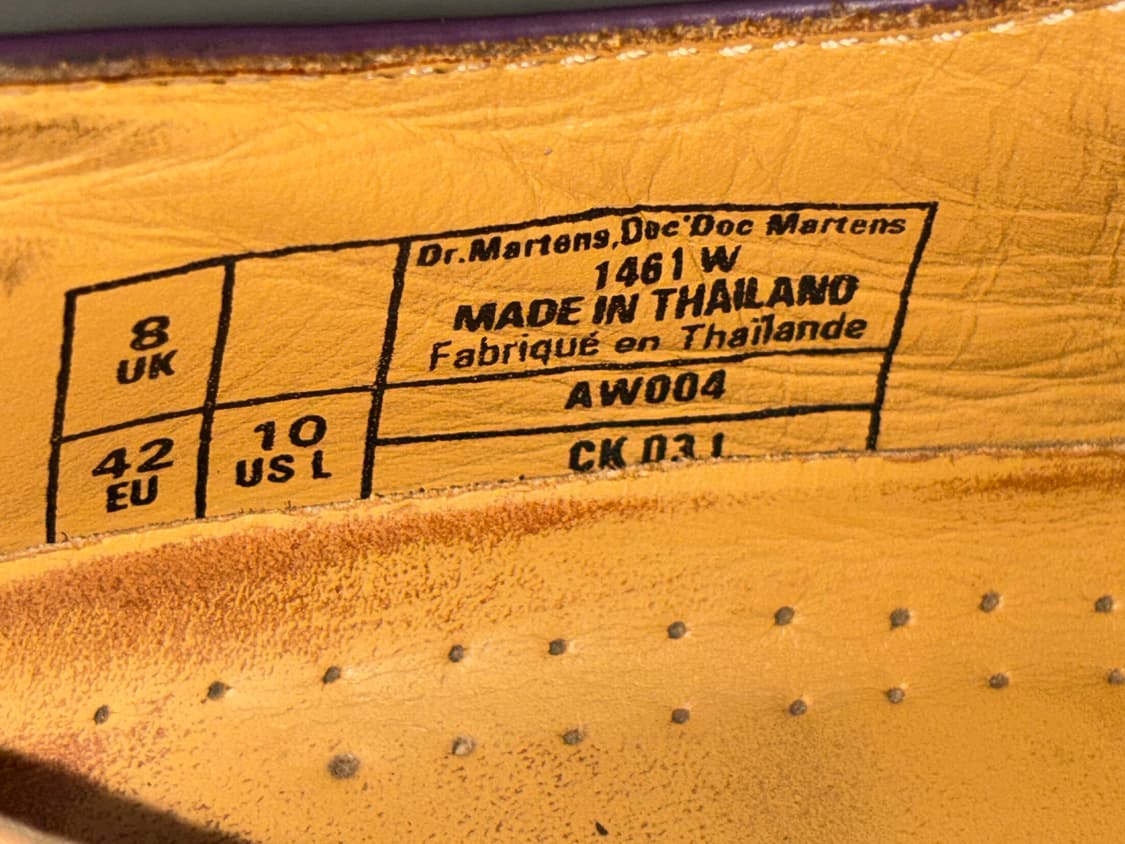 8
UK
42
EU
10
US L
Dr.Martens,Doc'Doc Martens
1461 W
MADE IN THAILAND
Fabriqué en Thaïlande
AW004
CK 03 L